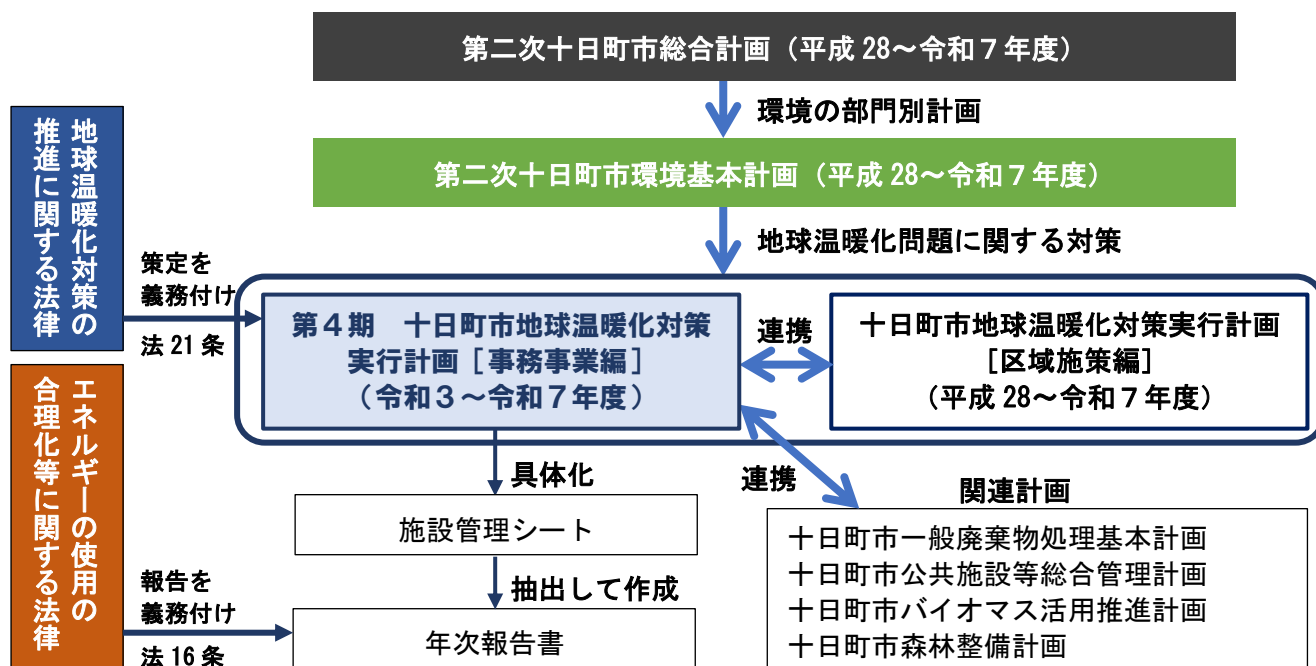 第二次十日町市総合計画（平成 28～令和７年度）
環境の部門別計画
第二次十日町市環境基本計画（平成 28～令和７年度）
地球温暖化問題に関する対策
地球温暖化対策の
推進に関する法律
策定を
義務付け
法 21 条
第４期　十日町市地球温暖化対策
実行計画［事務事業編］
（令和３～令和７年度）
連携
十日町市地球温暖化対策実行計画
［区域施策編］
（平成 28～令和７年度）
エネルギーの使用の
合理化等に関する法律
具体化
連携
関連計画
施設管理シート
十日町市一般廃棄物処理基本計画
十日町市公共施設等総合管理計画
十日町市バイオマス活用推進計画
十日町市森林整備計画
抽出して作成
報告を
義務付け
法 16 条
年次報告書